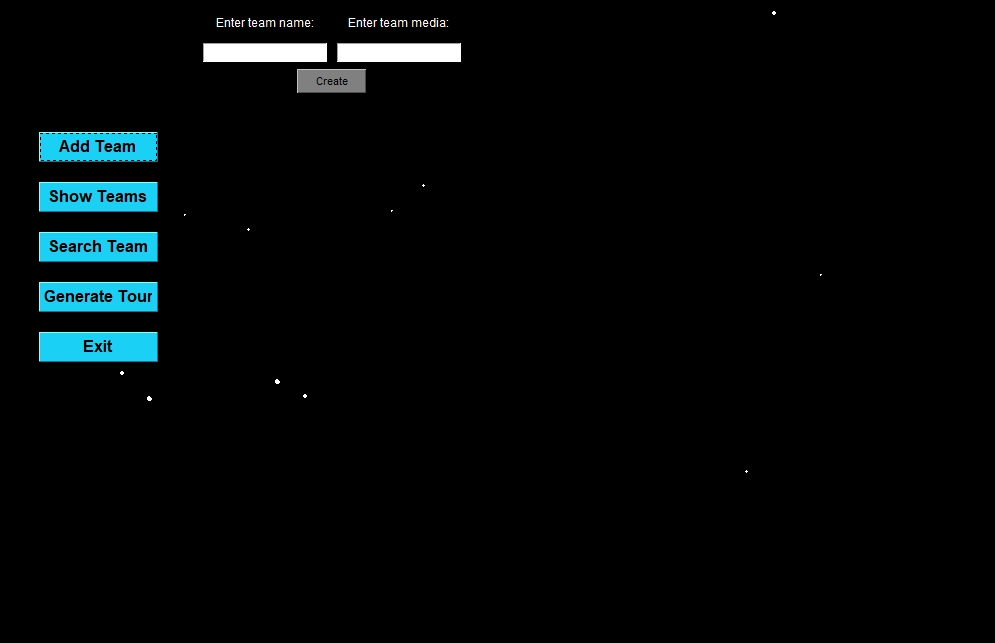 Enter team name:
Enter team media:
Create
Add Team
Show Teams
Search Team
Generate Tour
Exit